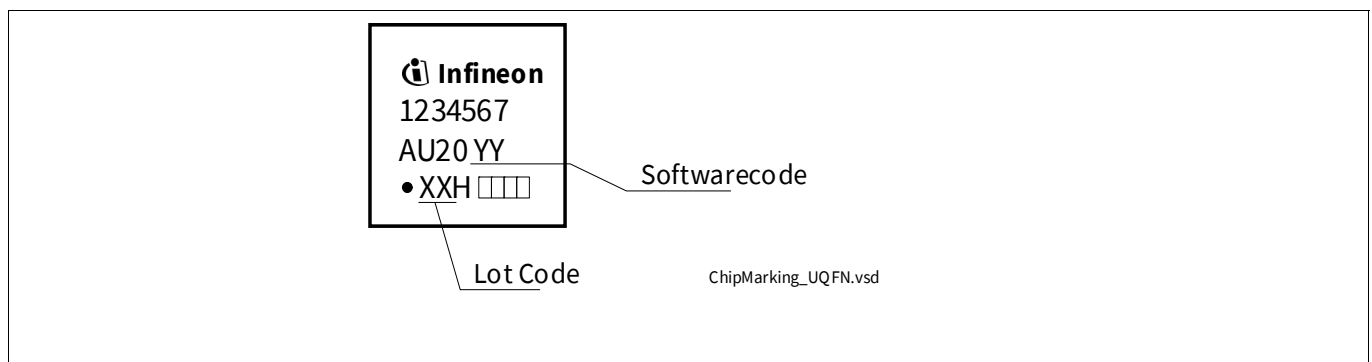 Infineon
1234567
AU20 YY
Softwarecode
•XXH □□□□
Lot Code
ChipMarking_UQFN.vsd